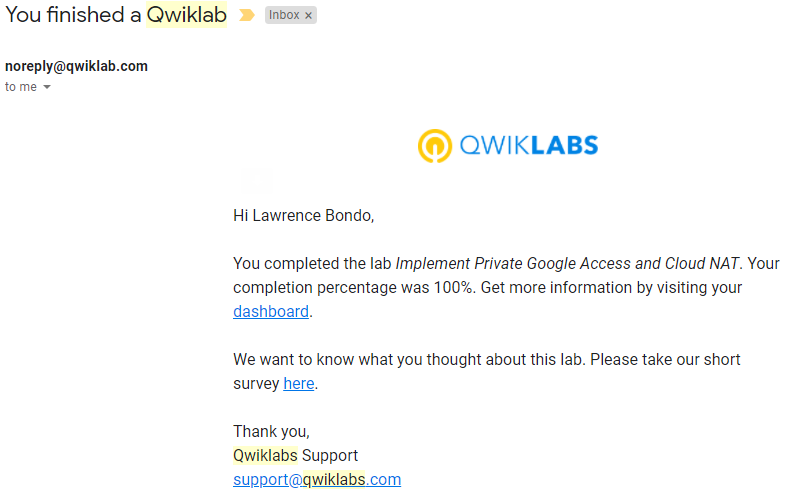 You finished a Qwiklab Inbox x
noreply@qwiklab.com
to me
QWIKLABS
Hi Lawrence Bondo,
You completed the lab Implement Private Google Access and Cloud NAT. Your
completion percentage was 100%. Get more information by visiting your
dashboard.
We want to know what you thought about this lab. Please take our short
survey here.
Thank you,
Qwiklabs Support
support@qwiklabs.com